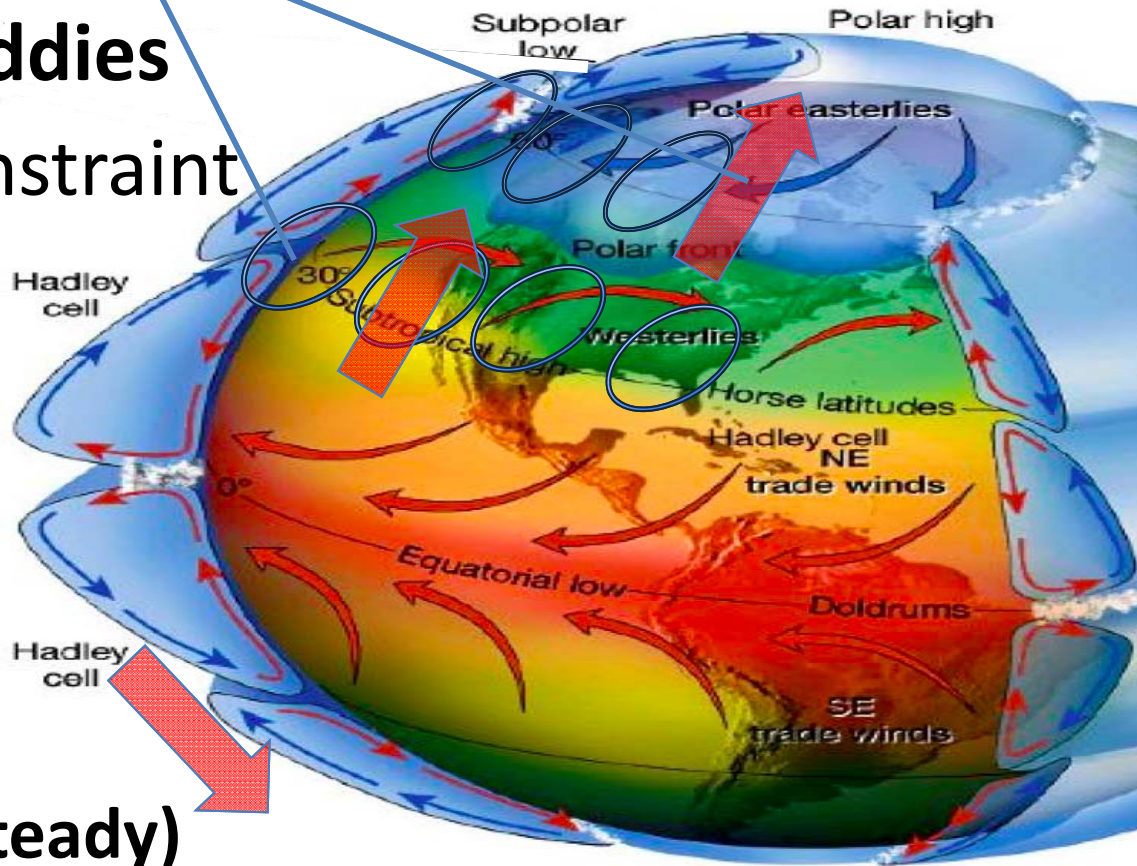 Subpolar
low
Polar high
ddies
Polar easterlies
60°
nstraint
Polar front
Hadley
cell
30°
Subtropical high
Westerlies
Horse latitudes
Hadley cell
NE
trade winds
0°
Equatorial low
Doldrums
Hadley
cell
SE
trade winds
teady)